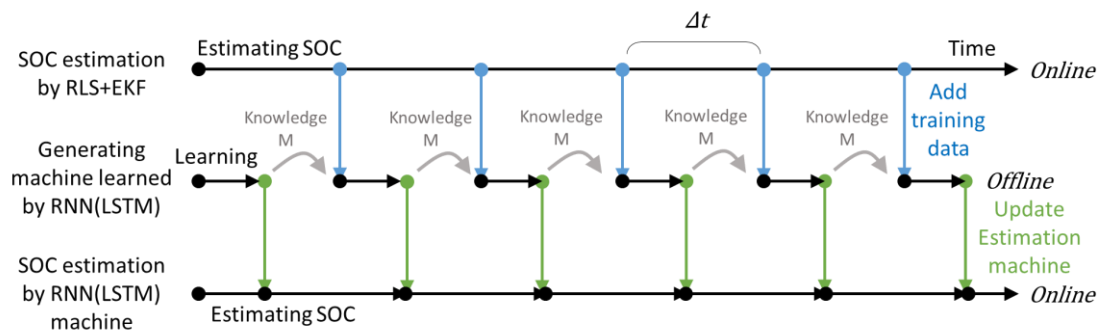 Δt
Estimating SOC
Time
SOC estimation
by RLS+EKF
Online
Add
training
data
Knowledge
M
Knowledge
M
Knowledge
M
Knowledge
M
Knowledge
M
Generating
machine learned
by RNN(LSTM)
Learning
Offline
Update
Estimation
machine
SOC estimation
by RNN(LSTM)
machine
Estimating SOC
Online